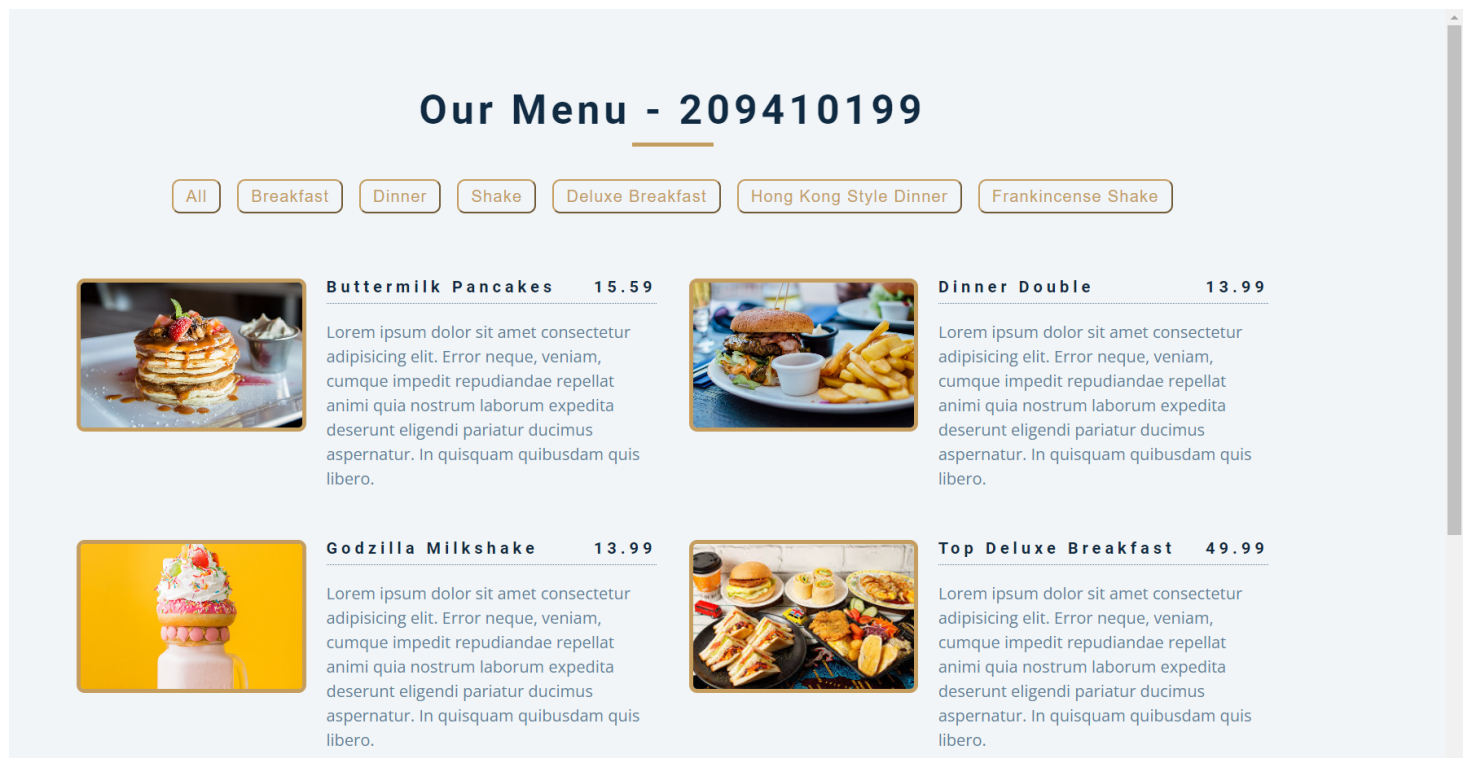 Our Menu - 209410199
All Breakfast Dinner Shake Deluxe Breakfast Hong Kong Style Dinner Frankincense Shake
Buttermilk Pancakes 15.59
Lorem ipsum dolor sit amet consectetur
adipisicing elit. Error neque, veniam,
cumque impedit repudiandae repellat
animi quia nostrum laborum expedita
deserunt eligendi pariatur ducimus
aspernatur. In quisquam quibusdam quis
libero.
Dinner Double 13.99
Lorem ipsum dolor sit amet consectetur
adipisicing elit. Error neque, veniam,
cumque impedit repudiandae repellat
animi quia nostrum laborum expedita
deserunt eligendi pariatur ducimus
aspernatur. In quisquam quibusdam quis
libero.
Godzilla Milkshake 13.99
Lorem ipsum dolor sit amet consectetur
adipisicing elit. Error neque, veniam,
cumque impedit repudiandae repellat
animi quia nostrum laborum expedita
deserunt eligendi pariatur ducimus
aspernatur. In quisquam quibusdam quis
libero.
Top Deluxe Breakfast 49.99
Lorem ipsum dolor sit amet consectetur
adipisicing elit. Error neque, veniam,
cumque impedit repudiandae repellat
animi quia nostrum laborum expedita
deserunt eligendi pariatur ducimus
aspernatur. In quisquam quibusdam quis
libero.